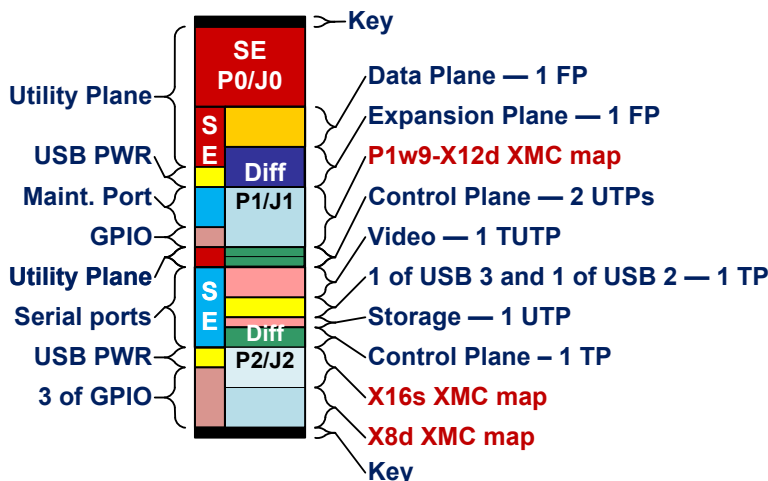 Key
SE
P0/J0
Utility Plane
Data Plane — 1 FP
Expansion Plane — 1 FP
S
E
USB PWR
Diff
P1w9-X12d XMC map
Maint. Port
P1/J1
Control Plane — 2 UTPs
GPIO
Video — 1 TUTP
Utility Plane
1 of USB 3 and 1 of USB 2 — 1 TP
S
E
Serial ports
Storage — 1 UTP
Diff
USB PWR
P2/J2
Control Plane – 1 TP
3 of GPIO
X16s XMC map
X8d XMC map
Key